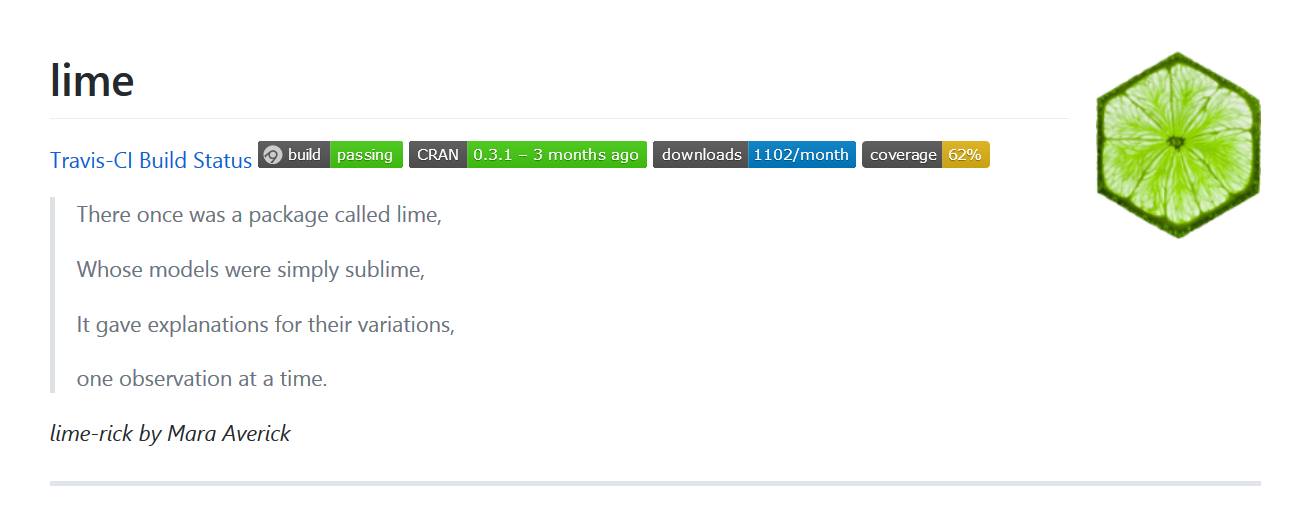 lime
Travis-CI Build Status build passing CRAN 0.3.1 – 3 months ago downloads 1102/month coverage 62%
There once was a package called lime,
Whose models were simply sublime,
It gave explanations for their variations,
one observation at a time.
lime-rick by Mara Averick